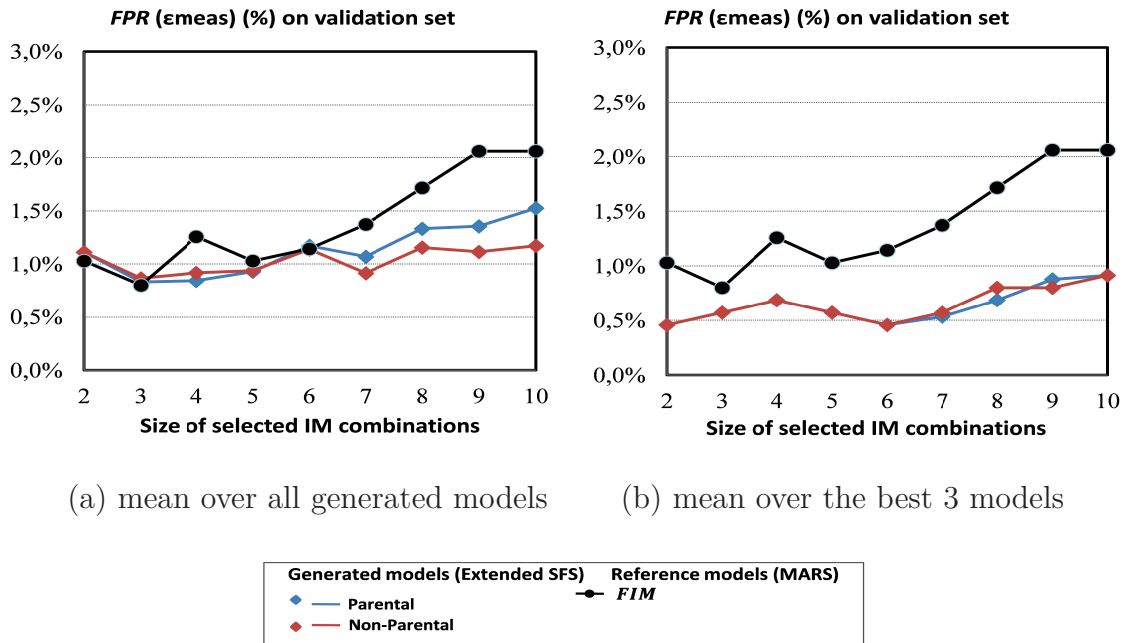 FPR (εmeas) (%) on validation set
3,0%
2,5%
2,0%
1,5%
1,0%
0,5%
0,0%
2 3 4 5 6 7 8 9 10
Size of selected IM combinations
(a) mean over all generated models
FPR (εmeas) (%) on validation set
3,0%
2,5%
2,0%
1,5%
1,0%
0,5%
0,0%
2 3 4 5 6 7 8 9 10
Size of selected IM combinations
(b) mean over the best 3 models
Generated models (Extended SFS) Reference models (MARS)
Parental FIM
Non-Parental